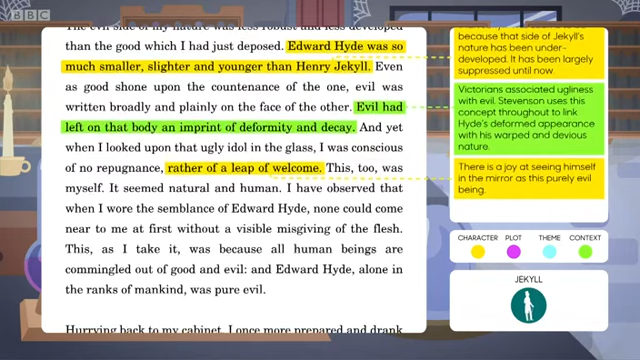 BBC
The evil side of my nature was less robust and less developed
than the good which I had just deposed. Edward Hyde was so
much smaller, slighter and younger than Henry Jekyll. Even
as good shone upon the countenance of the one, evil was
written broadly and plainly on the face of the other. Evil had
left on that body an imprint of deformity and decay. And yet
when I looked upon that ugly idol in the glass, I was conscious
of no repugnance, rather of a leap of welcome. This, too, was
myself. It seemed natural and human. I have observed that
when I wore the semblance of Edward Hyde, none could come
near to me at first without a visible misgiving of the flesh.
This, as I take it, was because all human beings are
commingled out of good and evil: and Edward Hyde, alone in
the ranks of mankind, was pure evil.
Hurrying back to my cabinet, I once more prepared and drank
because that side of Jekyll's
nature has been under-
developed. It has been largely
suppressed until now.
Victorians associated ugliness
with evil. Stevenson uses this
concept throughout to link
Hyde's deformed appearance
with his warped and devious
nature.
There is a joy at seeing himself
in the mirror as this purely evil
being.
CHARACTER PLOT THEME CONTEXT
JEKYLL